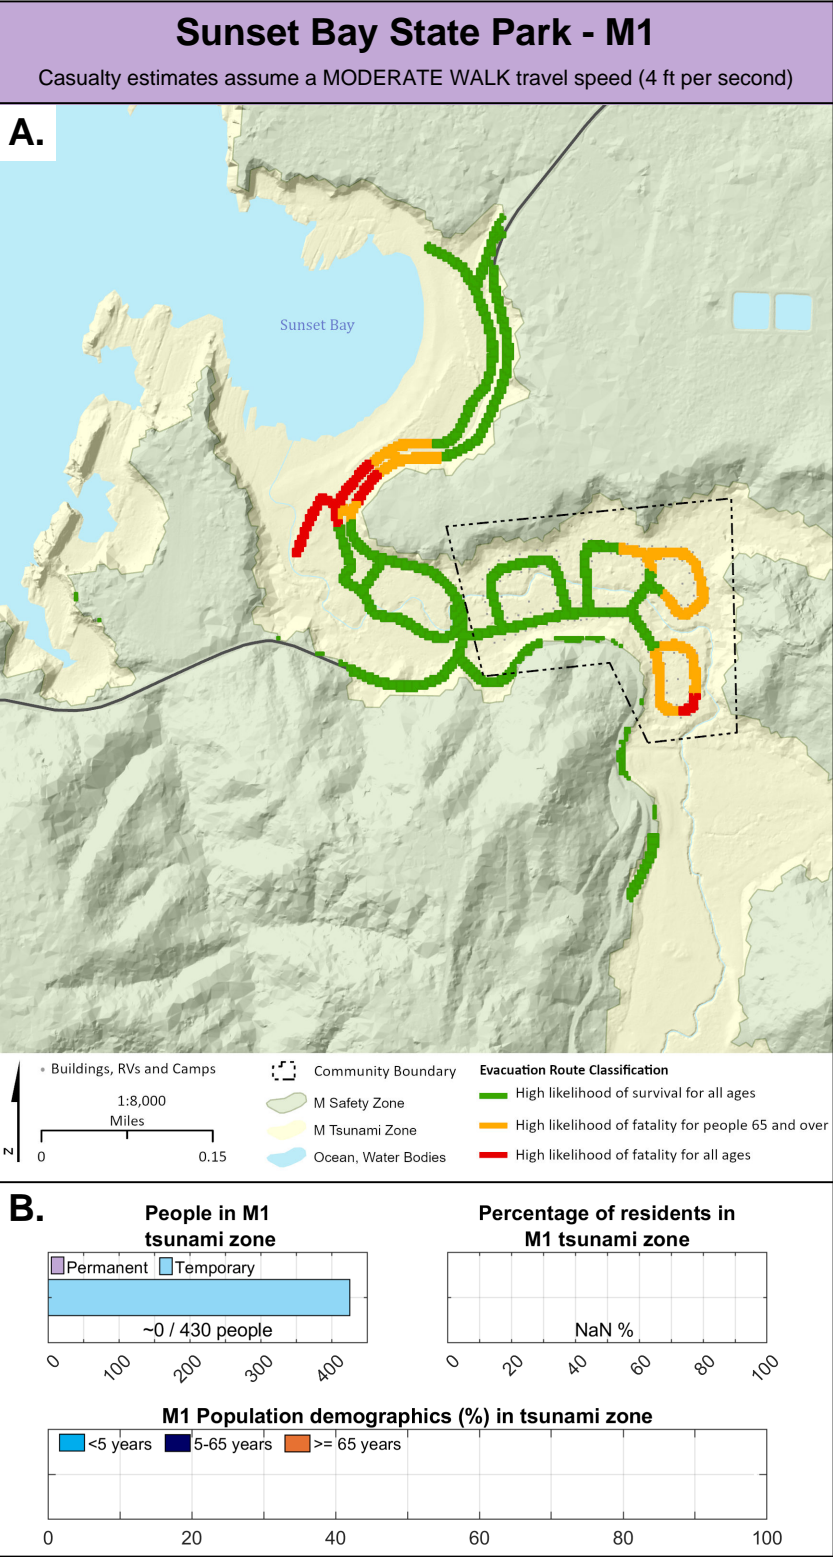 Sunset Bay State Park - M1
Casualty estimates assume a MODERATE WALK travel speed (4 ft per second)
A.
Sunset Bay
Buildings, RVs and Camps
1:8,000
Miles
0 0.15
N
Community Boundary
M Safety Zone
M Tsunami Zone
Ocean, Water Bodies
Evacuation Route Classification
High likelihood of survival for all ages
High likelihood of fatality for people 65 and over
High likelihood of fatality for all ages
B.
People in M1
tsunami zone
Permanent Temporary
~0 / 430 people
0 100 200 300 400
Percentage of residents in
M1 tsunami zone
NaN %
0 20 40 60 80 100
M1 Population demographics (%) in tsunami zone
<5 years 5-65 years >= 65 years
0 20 40 60 80 100